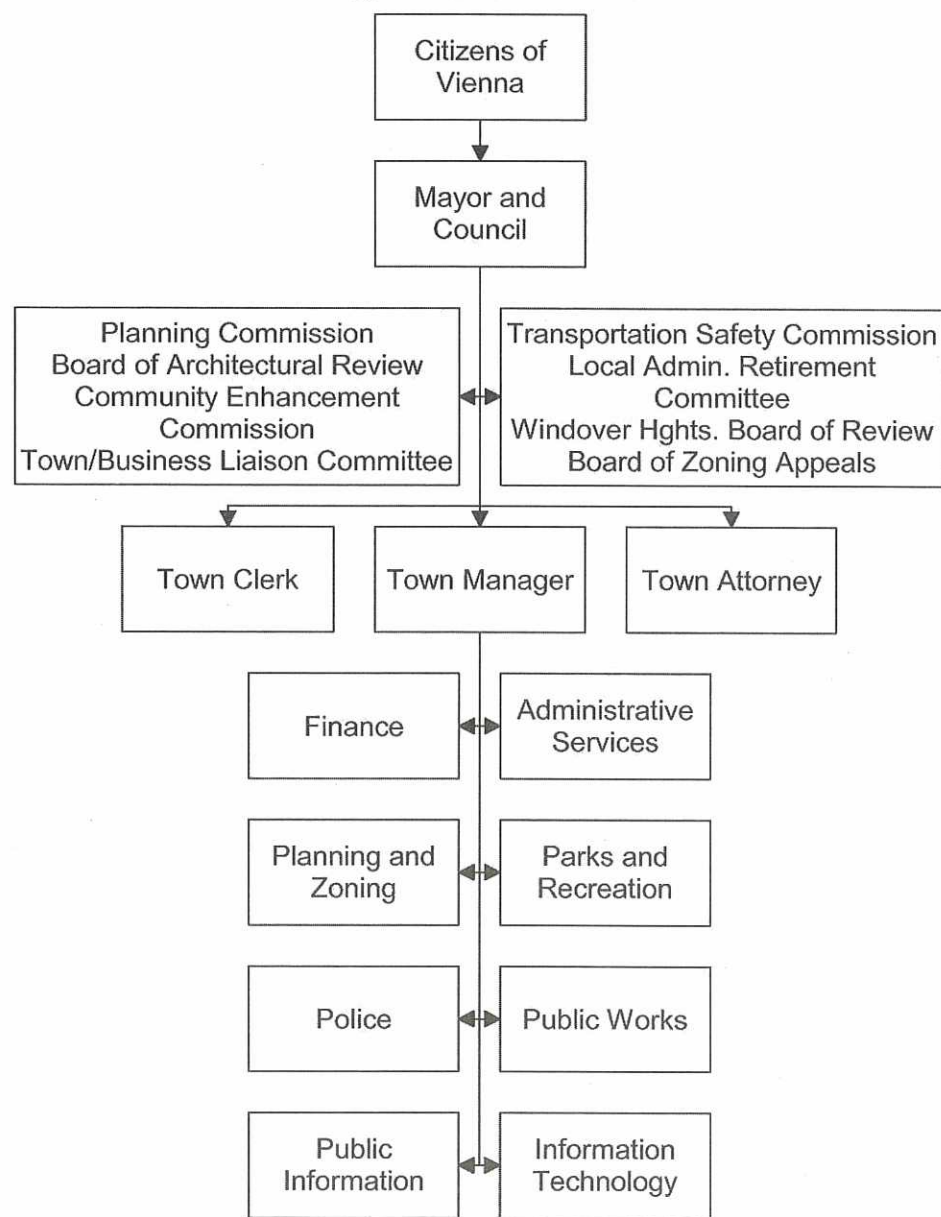 Citizens of
Vienna
Mayor and
Council
Planning Commission
Board of Architectural Review
Community Enhancement
Commission
Town/Business Liaison Committee
Transportation Safety Commission
Local Admin. Retirement
Committee
Windover Hghts. Board of Review
Board of Zoning Appeals
Town Clerk
Town Manager
Town Attorney
Finance
Administrative
Services
Planning and
Zoning
Parks and
Recreation
Police
Public Works
Public
Information
Information
Technology